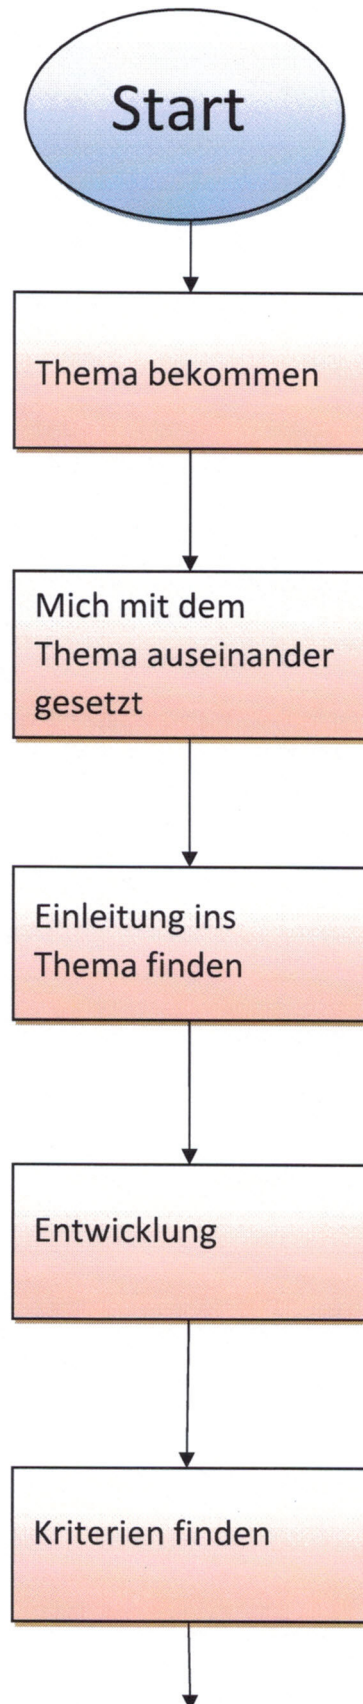 Start
Thema bekommen
Mich mit dem
Thema auseinander
gesetzt
Einleitung ins
Thema finden
Entwicklung
Kriterien finden